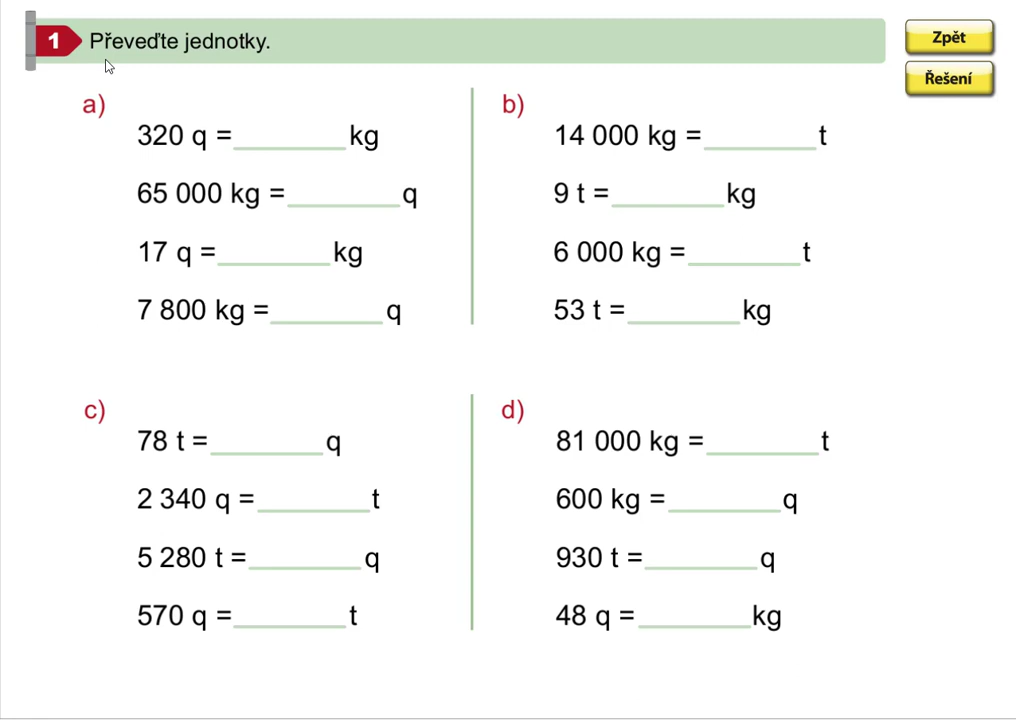 1 Převeďte jednotky.
Zpět
Řešení
a)
320 q = ________ kg
65 000 kg = ________ q
17 q = ________ kg
7 800 kg = ________ q
b)
14 000 kg = ________ t
9 t = ________ kg
6 000 kg = ________ t
53 t = ________ kg
c)
78 t = ________ q
2 340 q = ________ t
5 280 t = ________ q
570 q = ________ t
d)
81 000 kg = ________ t
600 kg = ________ q
930 t = ________ q
48 q = ________ kg